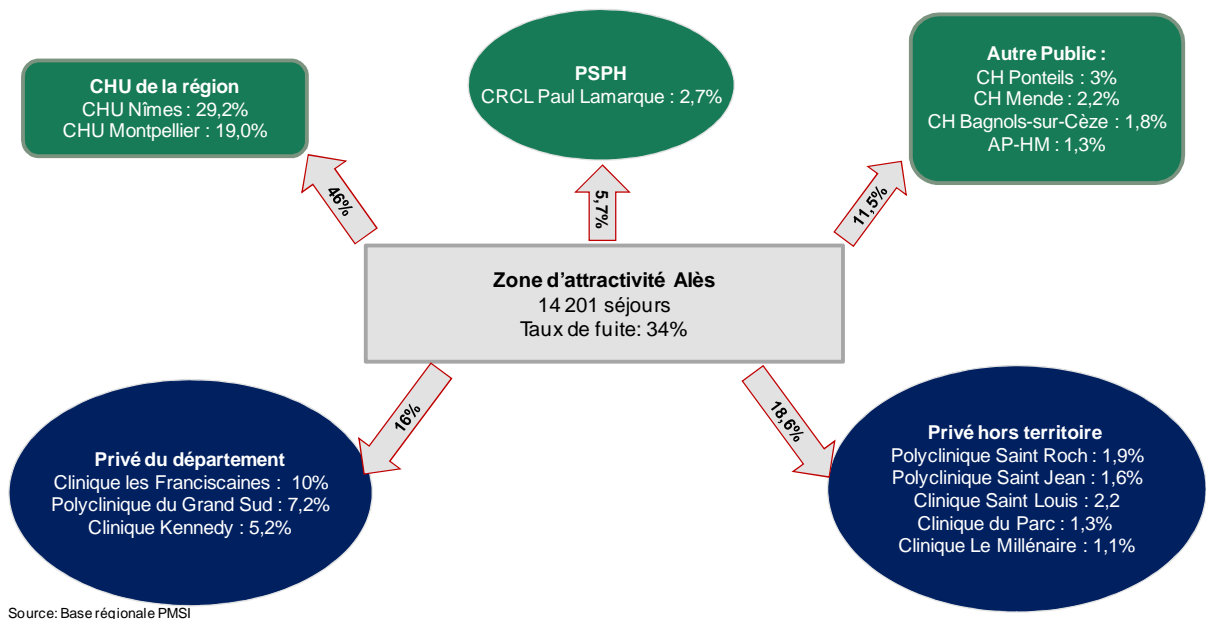 CHU de la région
CHU Nîmes : 29,2%
CHU Montpellier : 19,0%
PSPH
CRCL Paul Lamarque : 2,7%
Autre Public :
CH Ponteils : 3%
CH Mende : 2,2%
CH Bagnols-sur-Cèze : 1,8%
AP-HM : 1,3%
46%
5,7%
11,5%
Zone d'attractivité Alès
14 201 séjours
Taux de fuite: 34%
16%
18,6%
Privé du département
Clinique les Franciscaines : 10%
Polyclinique du Grand Sud : 7,2%
Clinique Kennedy : 5,2%
Privé hors territoire
Polyclinique Saint Roch : 1,9%
Polyclinique Saint Jean : 1,6%
Clinique Saint Louis : 2,2
Clinique du Parc : 1,3%
Clinique Le Millénaire : 1,1%
Source: Base régionale PMSI